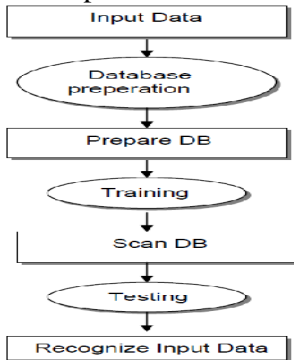 Input Data
Database
preperation
Prepare DB
Training
Scan DB
Testing
Recognize Input Data